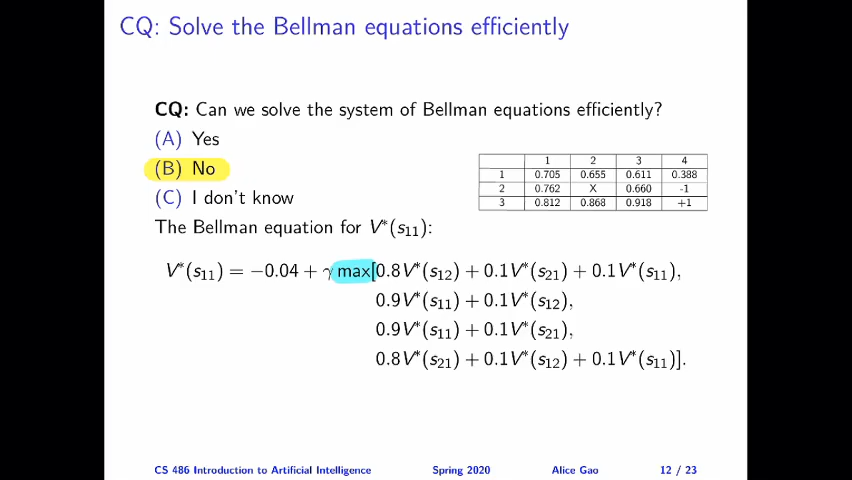 CQ: Solve the Bellman equations efficiently
CQ: Can we solve the system of Bellman equations efficiently?
(A) Yes
(B) No
(C) I don't know
1 2 3 4
1 0.705 0.655 0.611 0.388
2 0.762 X 0.660 -1
3 0.812 0.868 0.918 +1
The Bellman equation for V*(s₁₁):
V*(s₁₁) = −0.04 + γ max[0.8V*(s₁₂) + 0.1V*(s₂₁) + 0.1V*(s₁₁),
0.9V*(s₁₁) + 0.1V*(s₁₂),
0.9V*(s₁₁) + 0.1V*(s₂₁),
0.8V*(s₂₁) + 0.1V*(s₁₂) + 0.1V*(s₁₁)].
CS 486 Introduction to Artificial Intelligence Spring 2020 Alice Gao 12 / 23